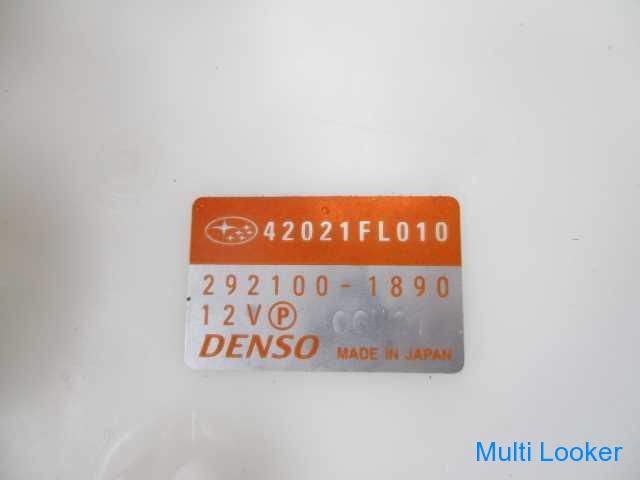 42021FL010
292100-1890
12V Ⓟ
DENSO MADE IN JAPAN
Multi Looker